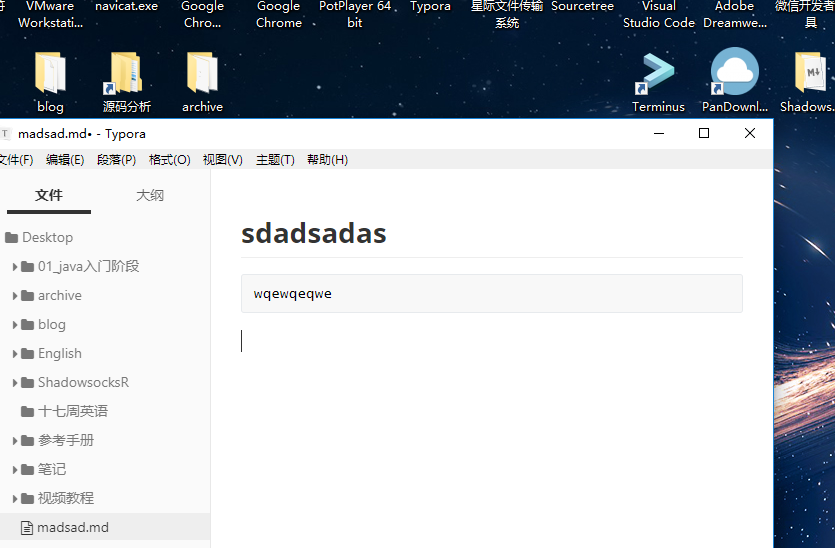 符
VMware
Workstati...
navicat.exe
Google
Chro...
Google
Chrome
PotPlayer 64
bit
Typora
星际文件传输
系统
Sourcetree
Visual
Studio Code
Adobe
Dreamwe...
微信开发者
具
blog
源码分析
archive
Terminus
PanDownl...
Shadows.
T
madsad.md• - Typora
文件(F) 编辑(E) 段落(P) 格式(O) 视图(V) 主题(T) 帮助(H)
文件 大纲
Desktop
01_java入门阶段
archive
blog
English
ShadowsocksR
十七周英语
参考手册
笔记
视频教程
madsad.md
sdadsadas
wqewqeqwe
M↓